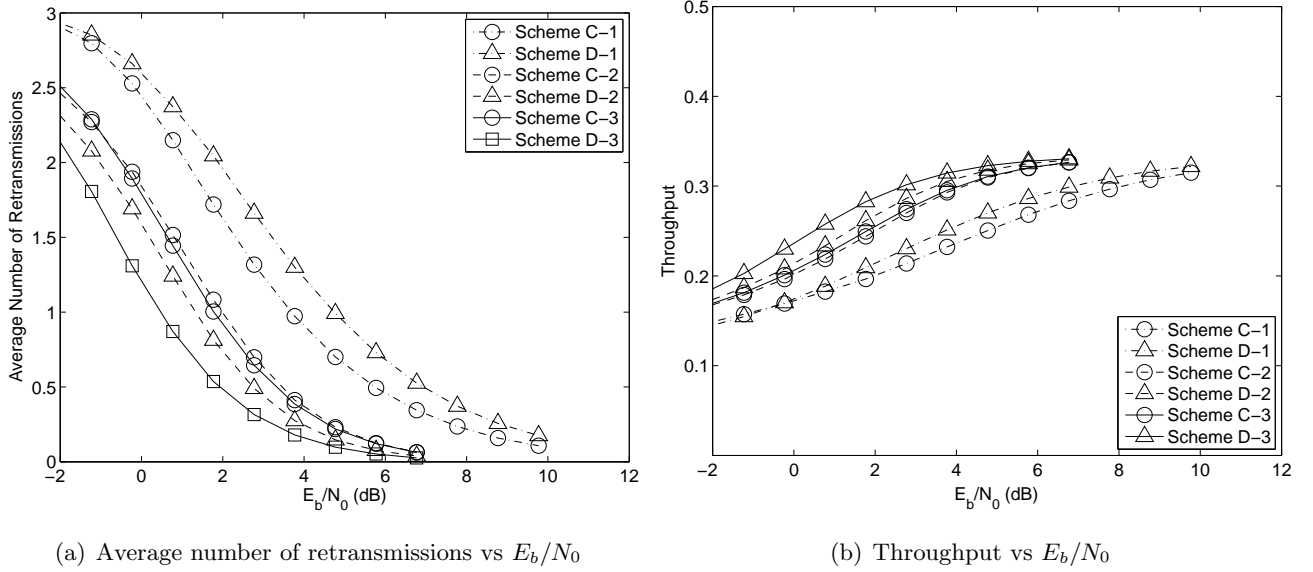 3
2.5
2
1.5
1
0.5
0
−2
0
2
4
6
8
10
12
Average Number of Retransmissions
E_b/N_0 (dB)
Scheme C−1
Scheme D−1
Scheme C−2
Scheme D−2
Scheme C−3
Scheme D−3
(a) Average number of retransmissions vs E_b/N_0
0.5
0.4
0.3
0.2
0.1
−2
0
2
4
6
8
10
12
Throughput
E_b/N_0 (dB)
Scheme C−1
Scheme D−1
Scheme C−2
Scheme D−2
Scheme C−3
Scheme D−3
(b) Throughput vs E_b/N_0